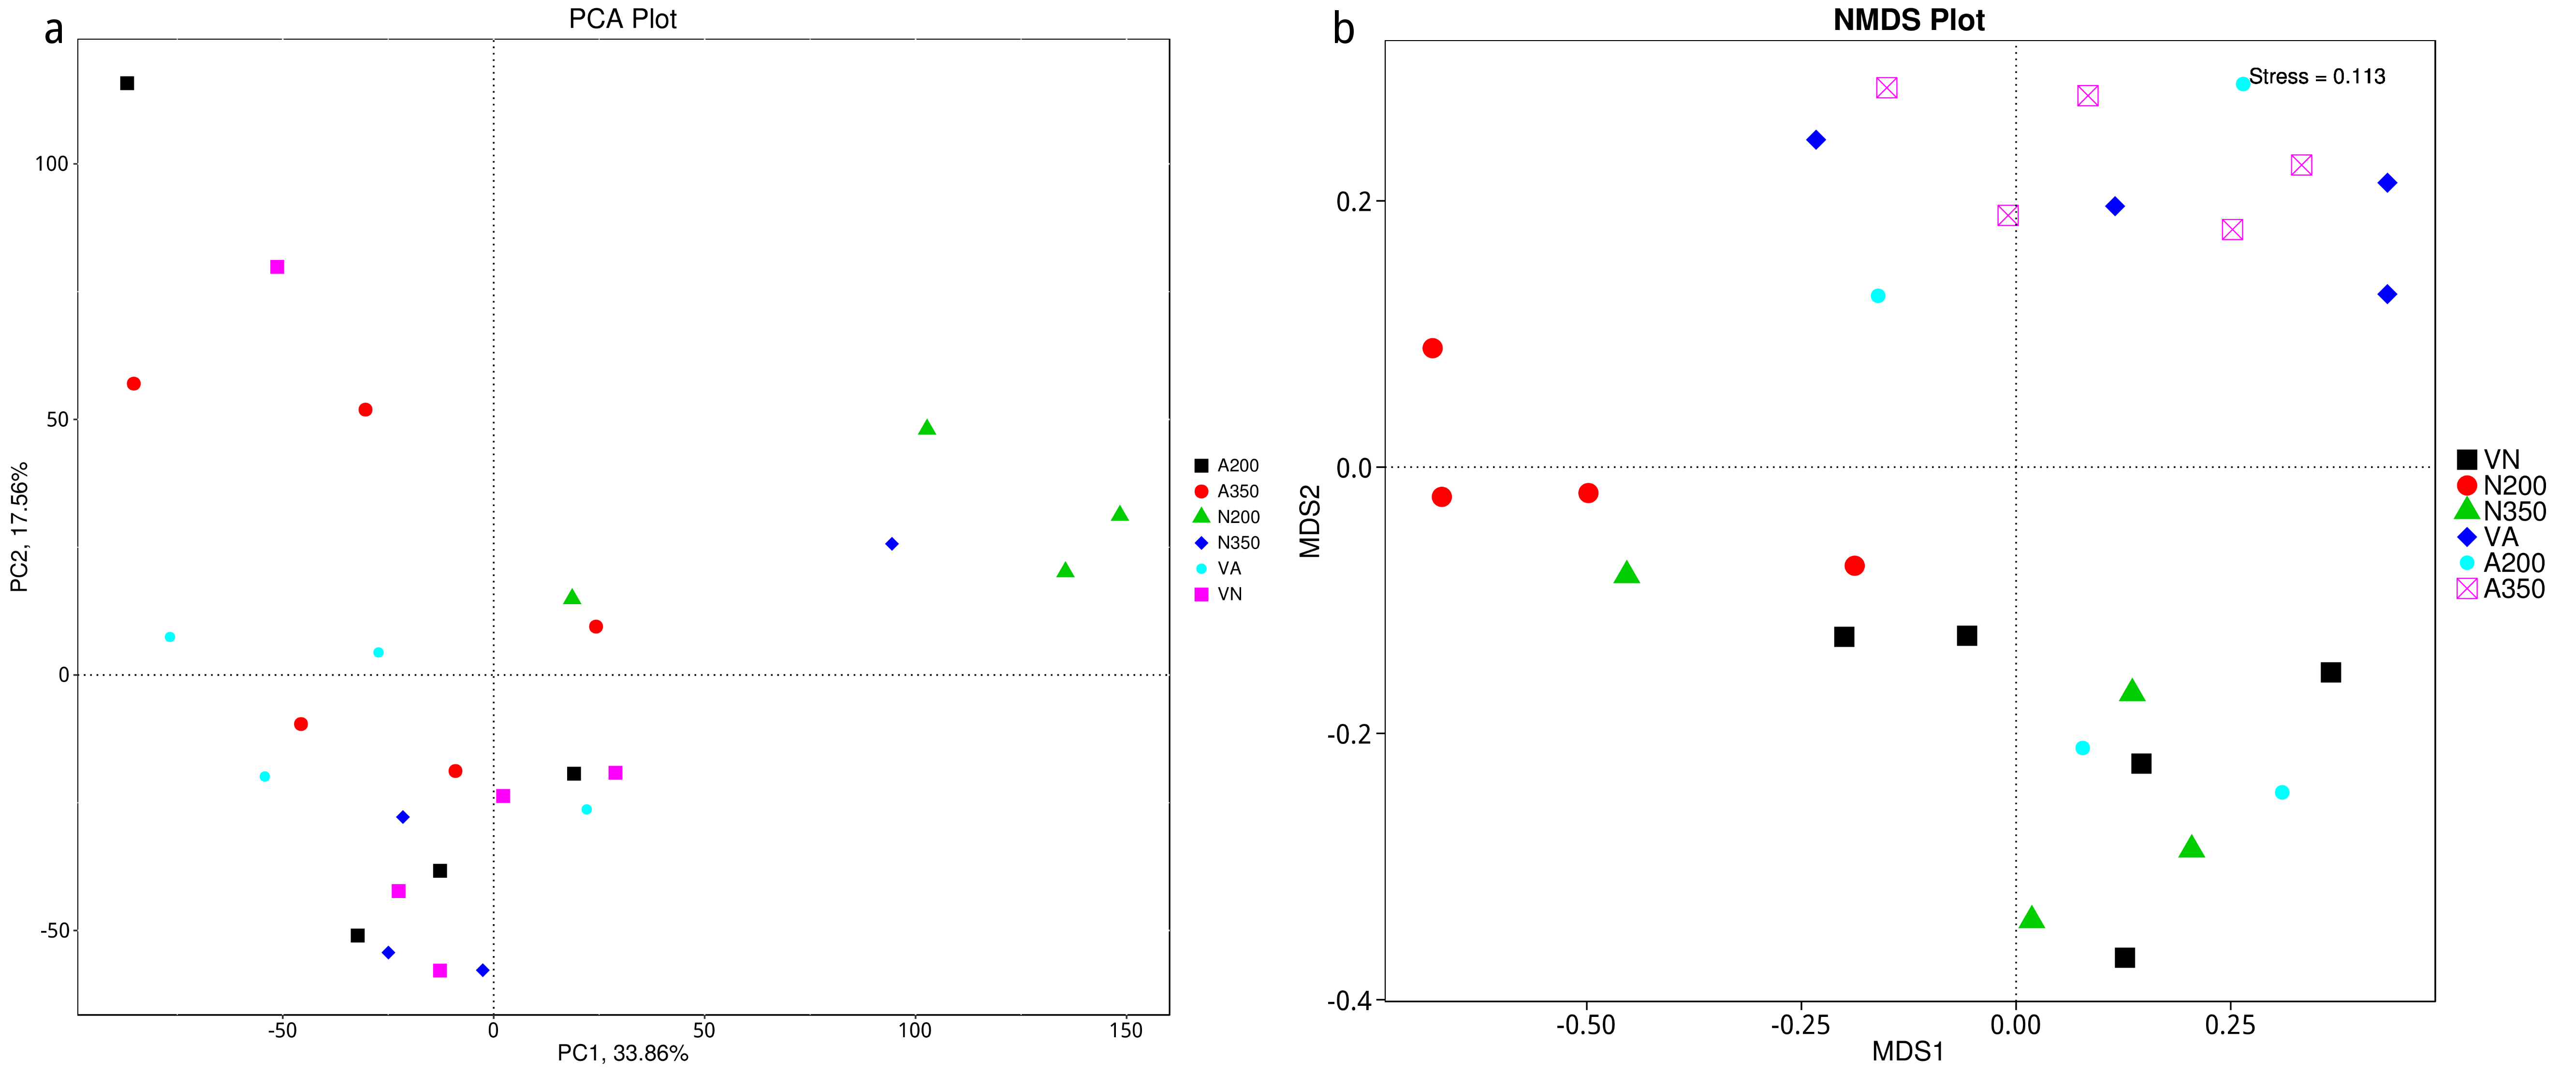 a
PCA Plot
100
50
0
-50
-50
0
50
100
150
PC1, 33.86%
PC2, 17.56%
A200
A350
N200
N350
VA
VN
b
NMDS Plot
Stress = 0.113
0.2
0.0
-0.2
-0.4
-0.50
-0.25
0.00
0.25
MDS1
MDS2
VN
N200
N350
VA
A200
A350